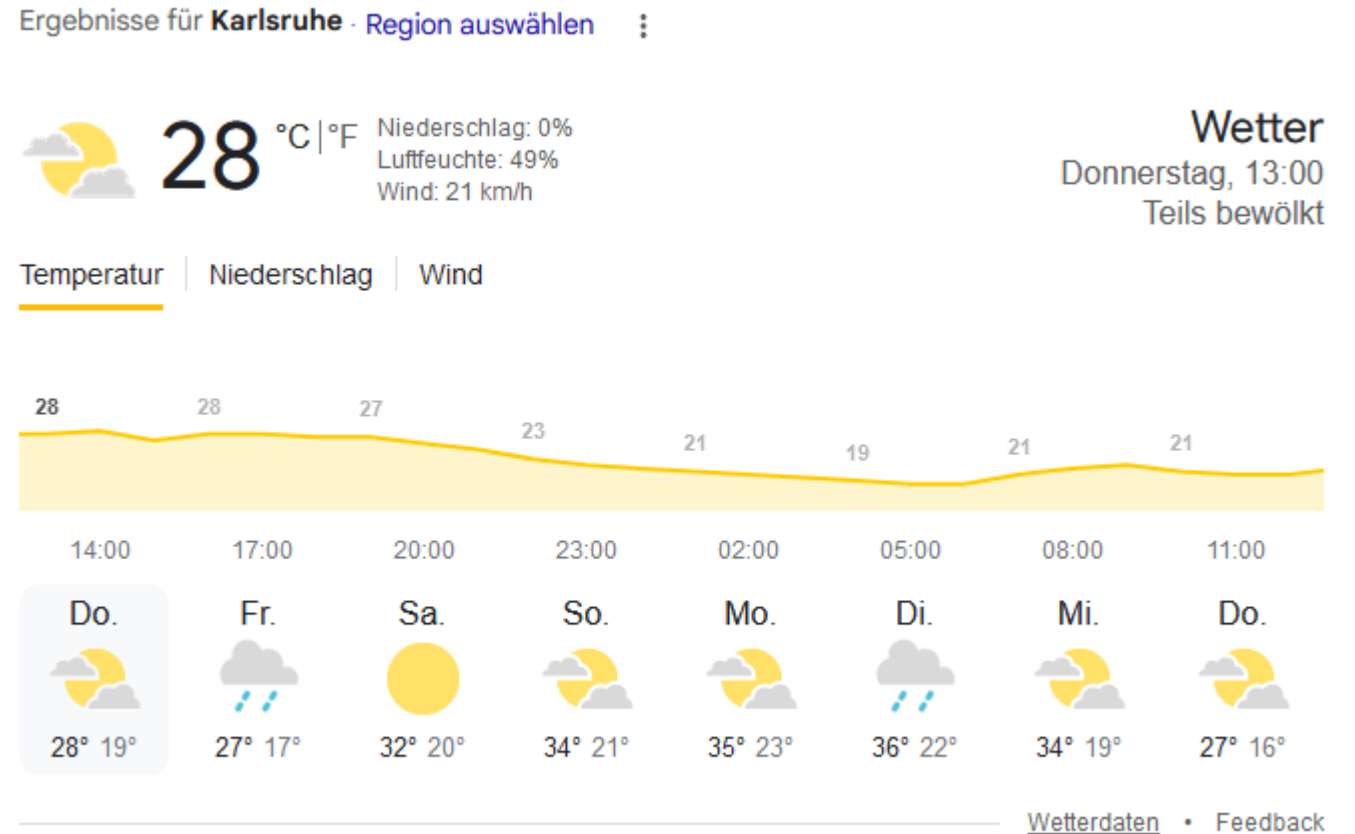 Ergebnisse für Karlsruhe · Region auswählen
28 °C|°F
Niederschlag: 0%
Luftfeuchte: 49%
Wind: 21 km/h
Wetter
Donnerstag, 13:00
Teils bewölkt
Temperatur Niederschlag Wind
28 28 27 23 21 19 21 21
14:00 17:00 20:00 23:00 02:00 05:00 08:00 11:00
Do. Fr. Sa. So. Mo. Di. Mi. Do.
28° 19° 27° 17° 32° 20° 34° 21° 35° 23° 36° 22° 34° 19° 27° 16°
Wetterdaten • Feedback